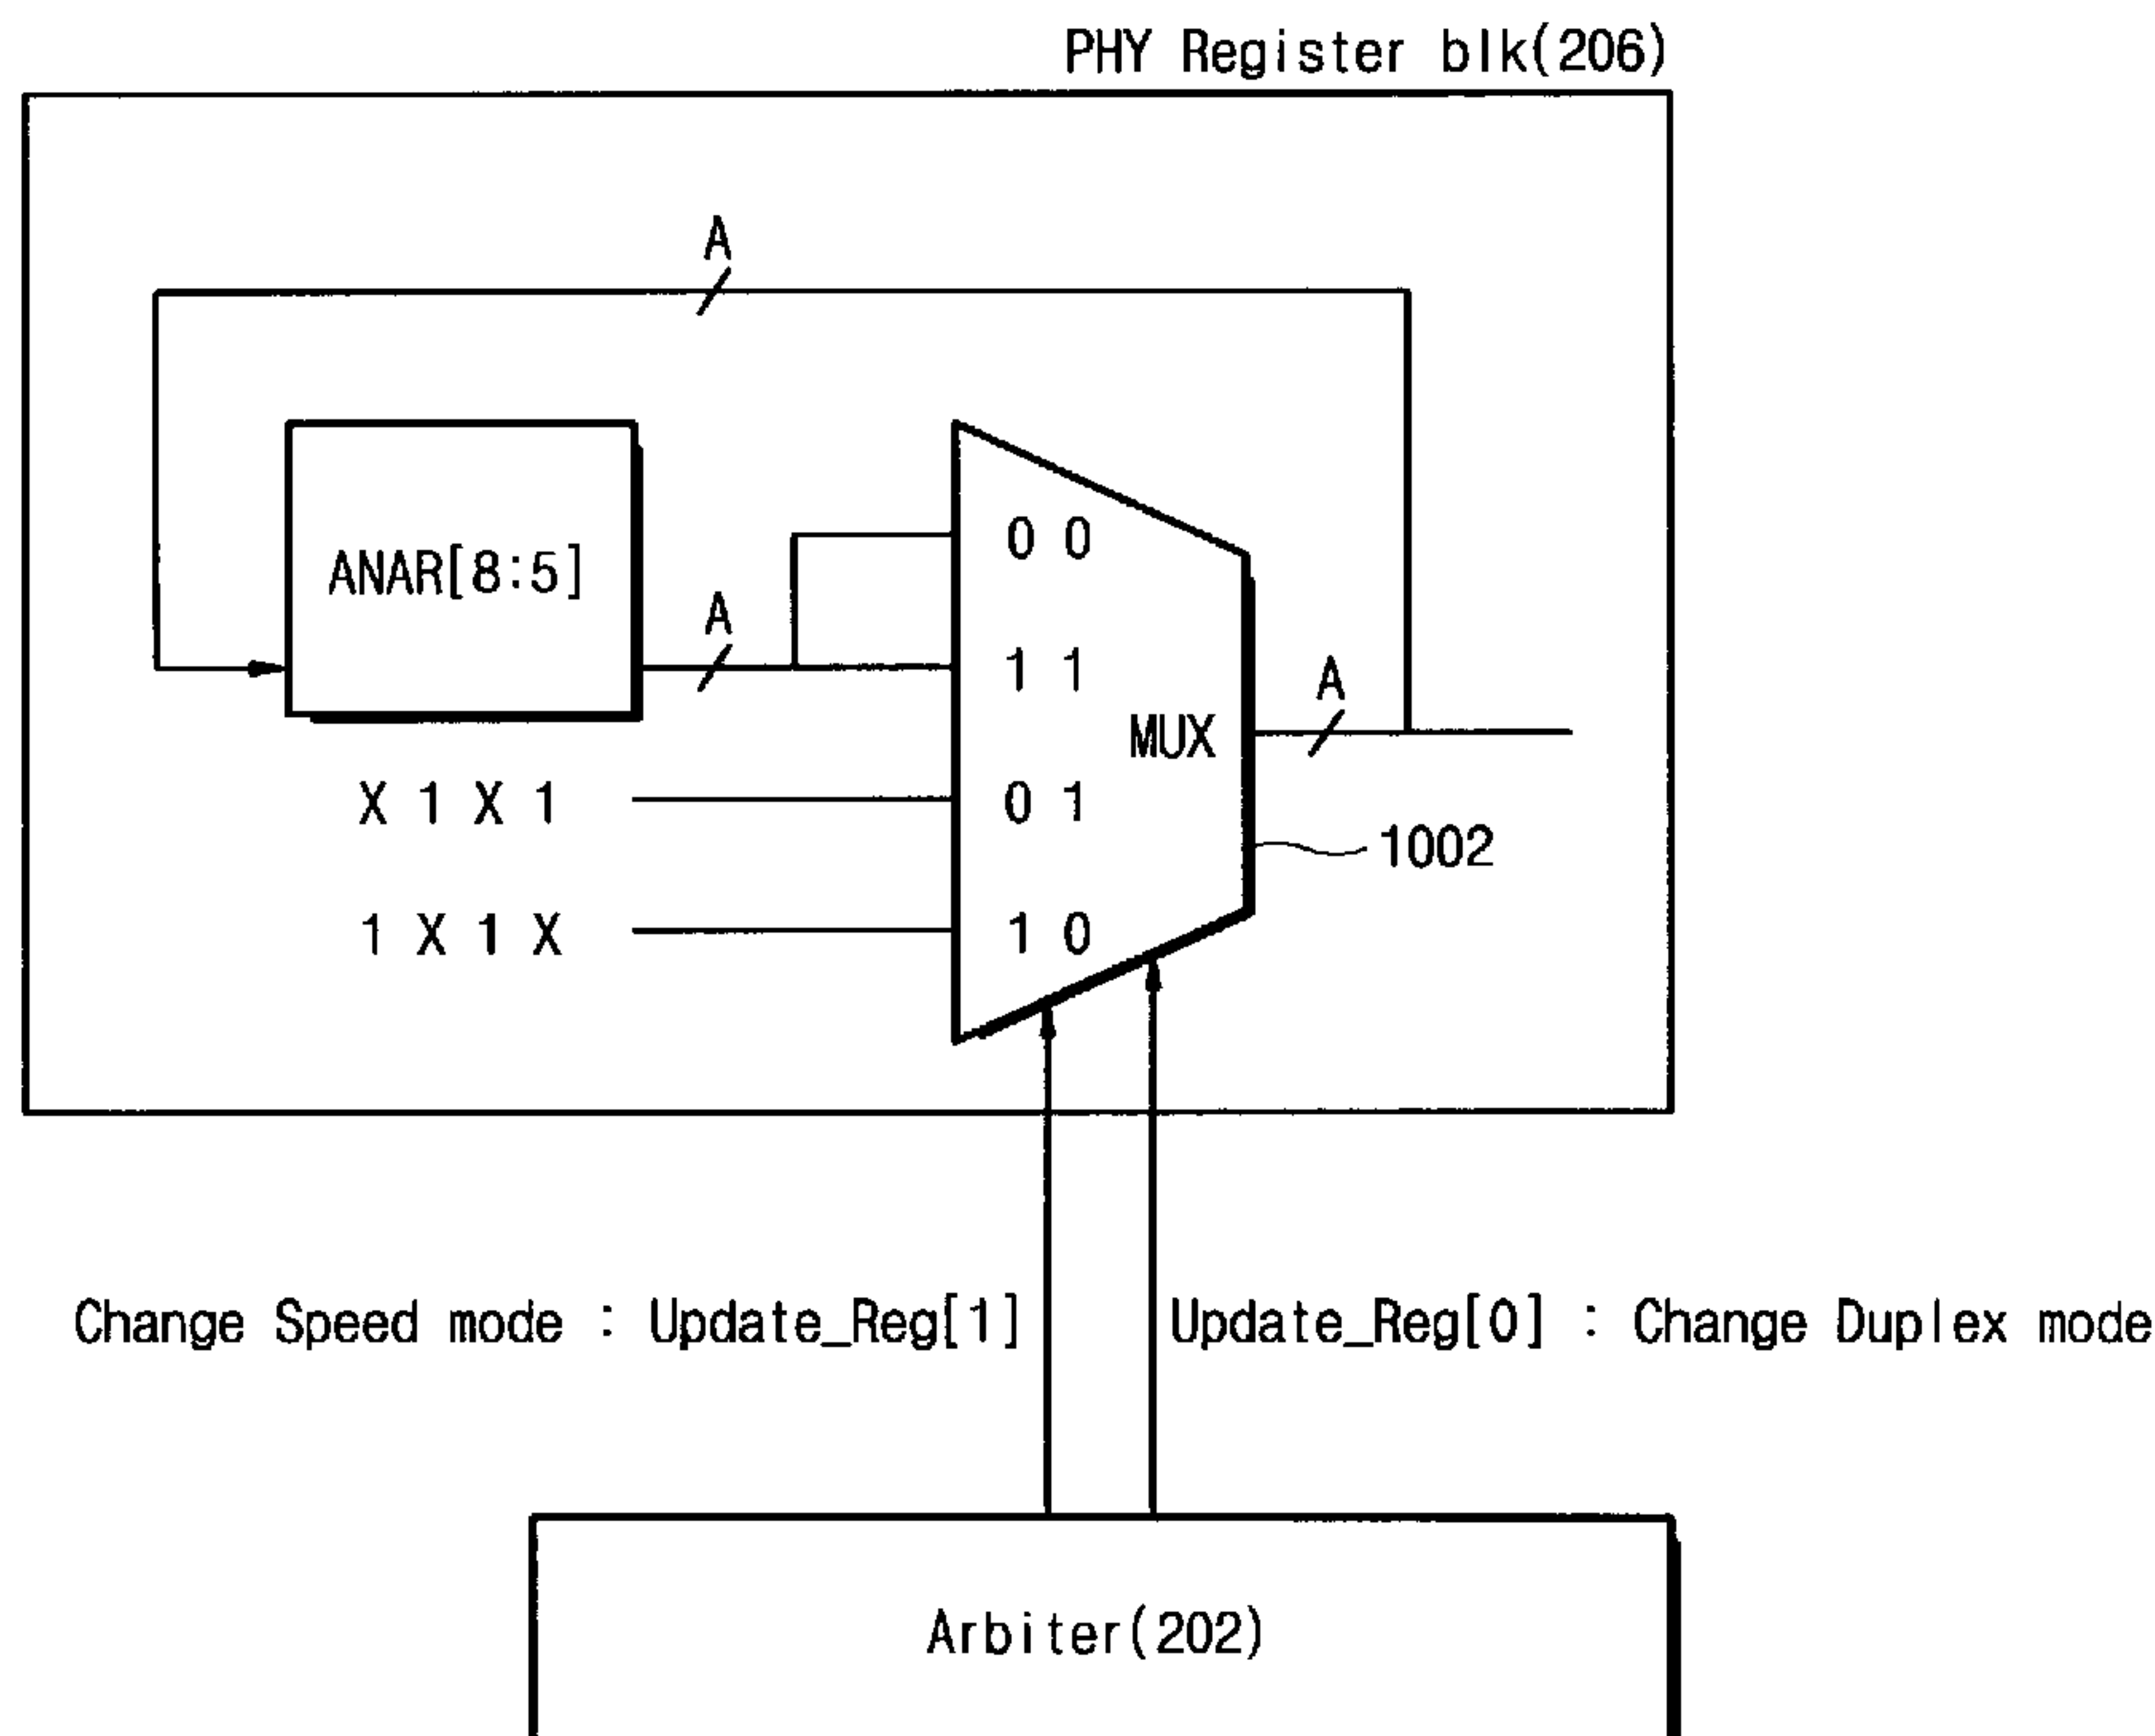 PHY Register blk(206)
A
0 0
ANAR[8:5]
A
1 1
A
MUX
X 1 X 1
0 1
1002
1 X 1 X
1 0
Change Speed mode : Update_Reg[1]
Update_Reg[0] : Change Duplex mode
Arbiter(202)